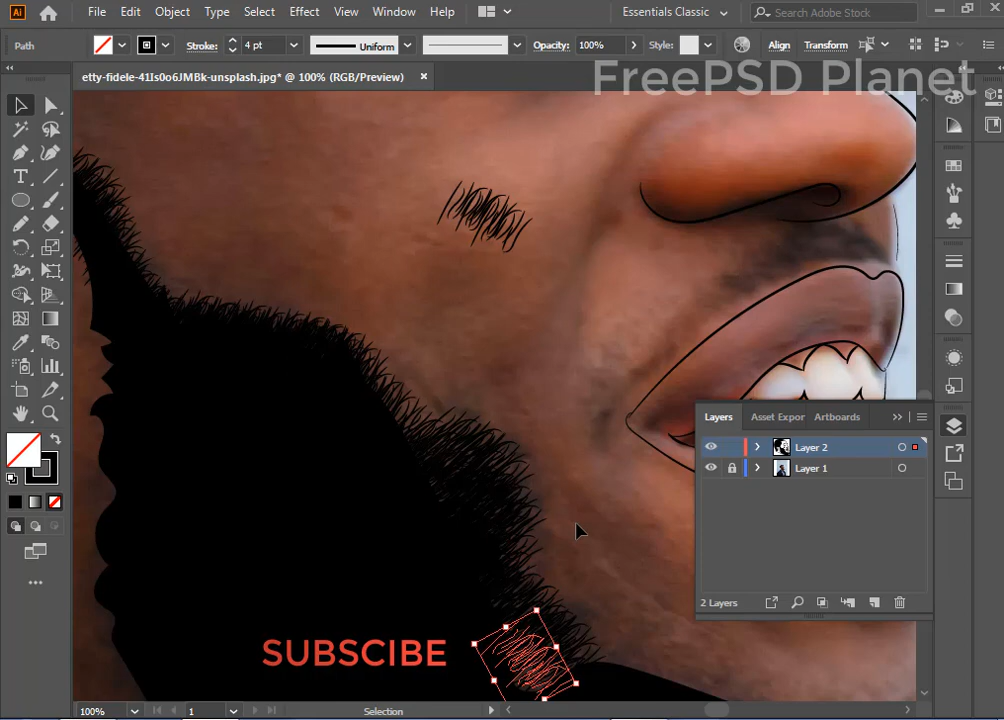 Ai File Edit Object Type Select Effect View Window Help Essentials Classic Search Adobe Stock
Path Stroke: 4 pt Uniform Opacity: 100% Style: Align Transform
etty-fidele-41Is0o6JMBk-unsplash.jpg* @ 100% (RGB/Preview)
FreePSD Planet
Layers Asset Expor Artboards
Layer 2
Layer 1
2 Layers
SUBSCIBE
100% 1 Selection